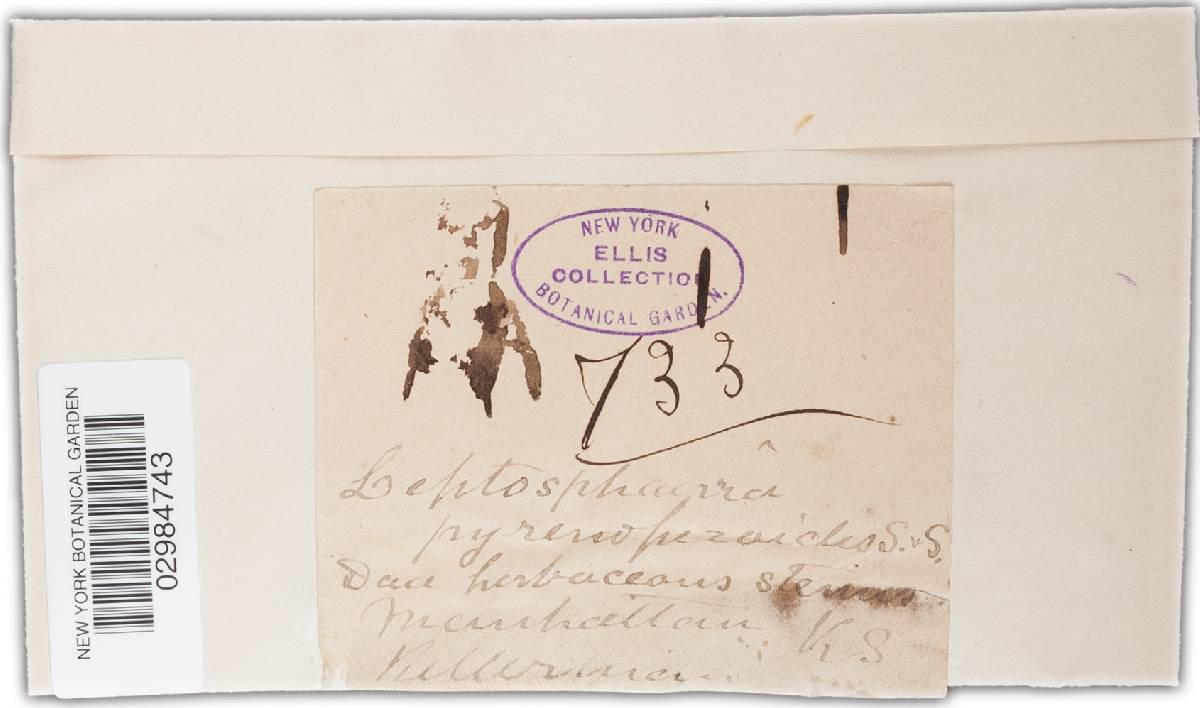 NEW YORK
ELLIS
COLLECTION
BOTANICAL GARDEN.
733
Leptosphaeria
pyrenopezoides S.&S.
Dead herbaceous stems
Manhattan KS
Kellerman
NEW YORK BOTANICAL GARDEN
02984743